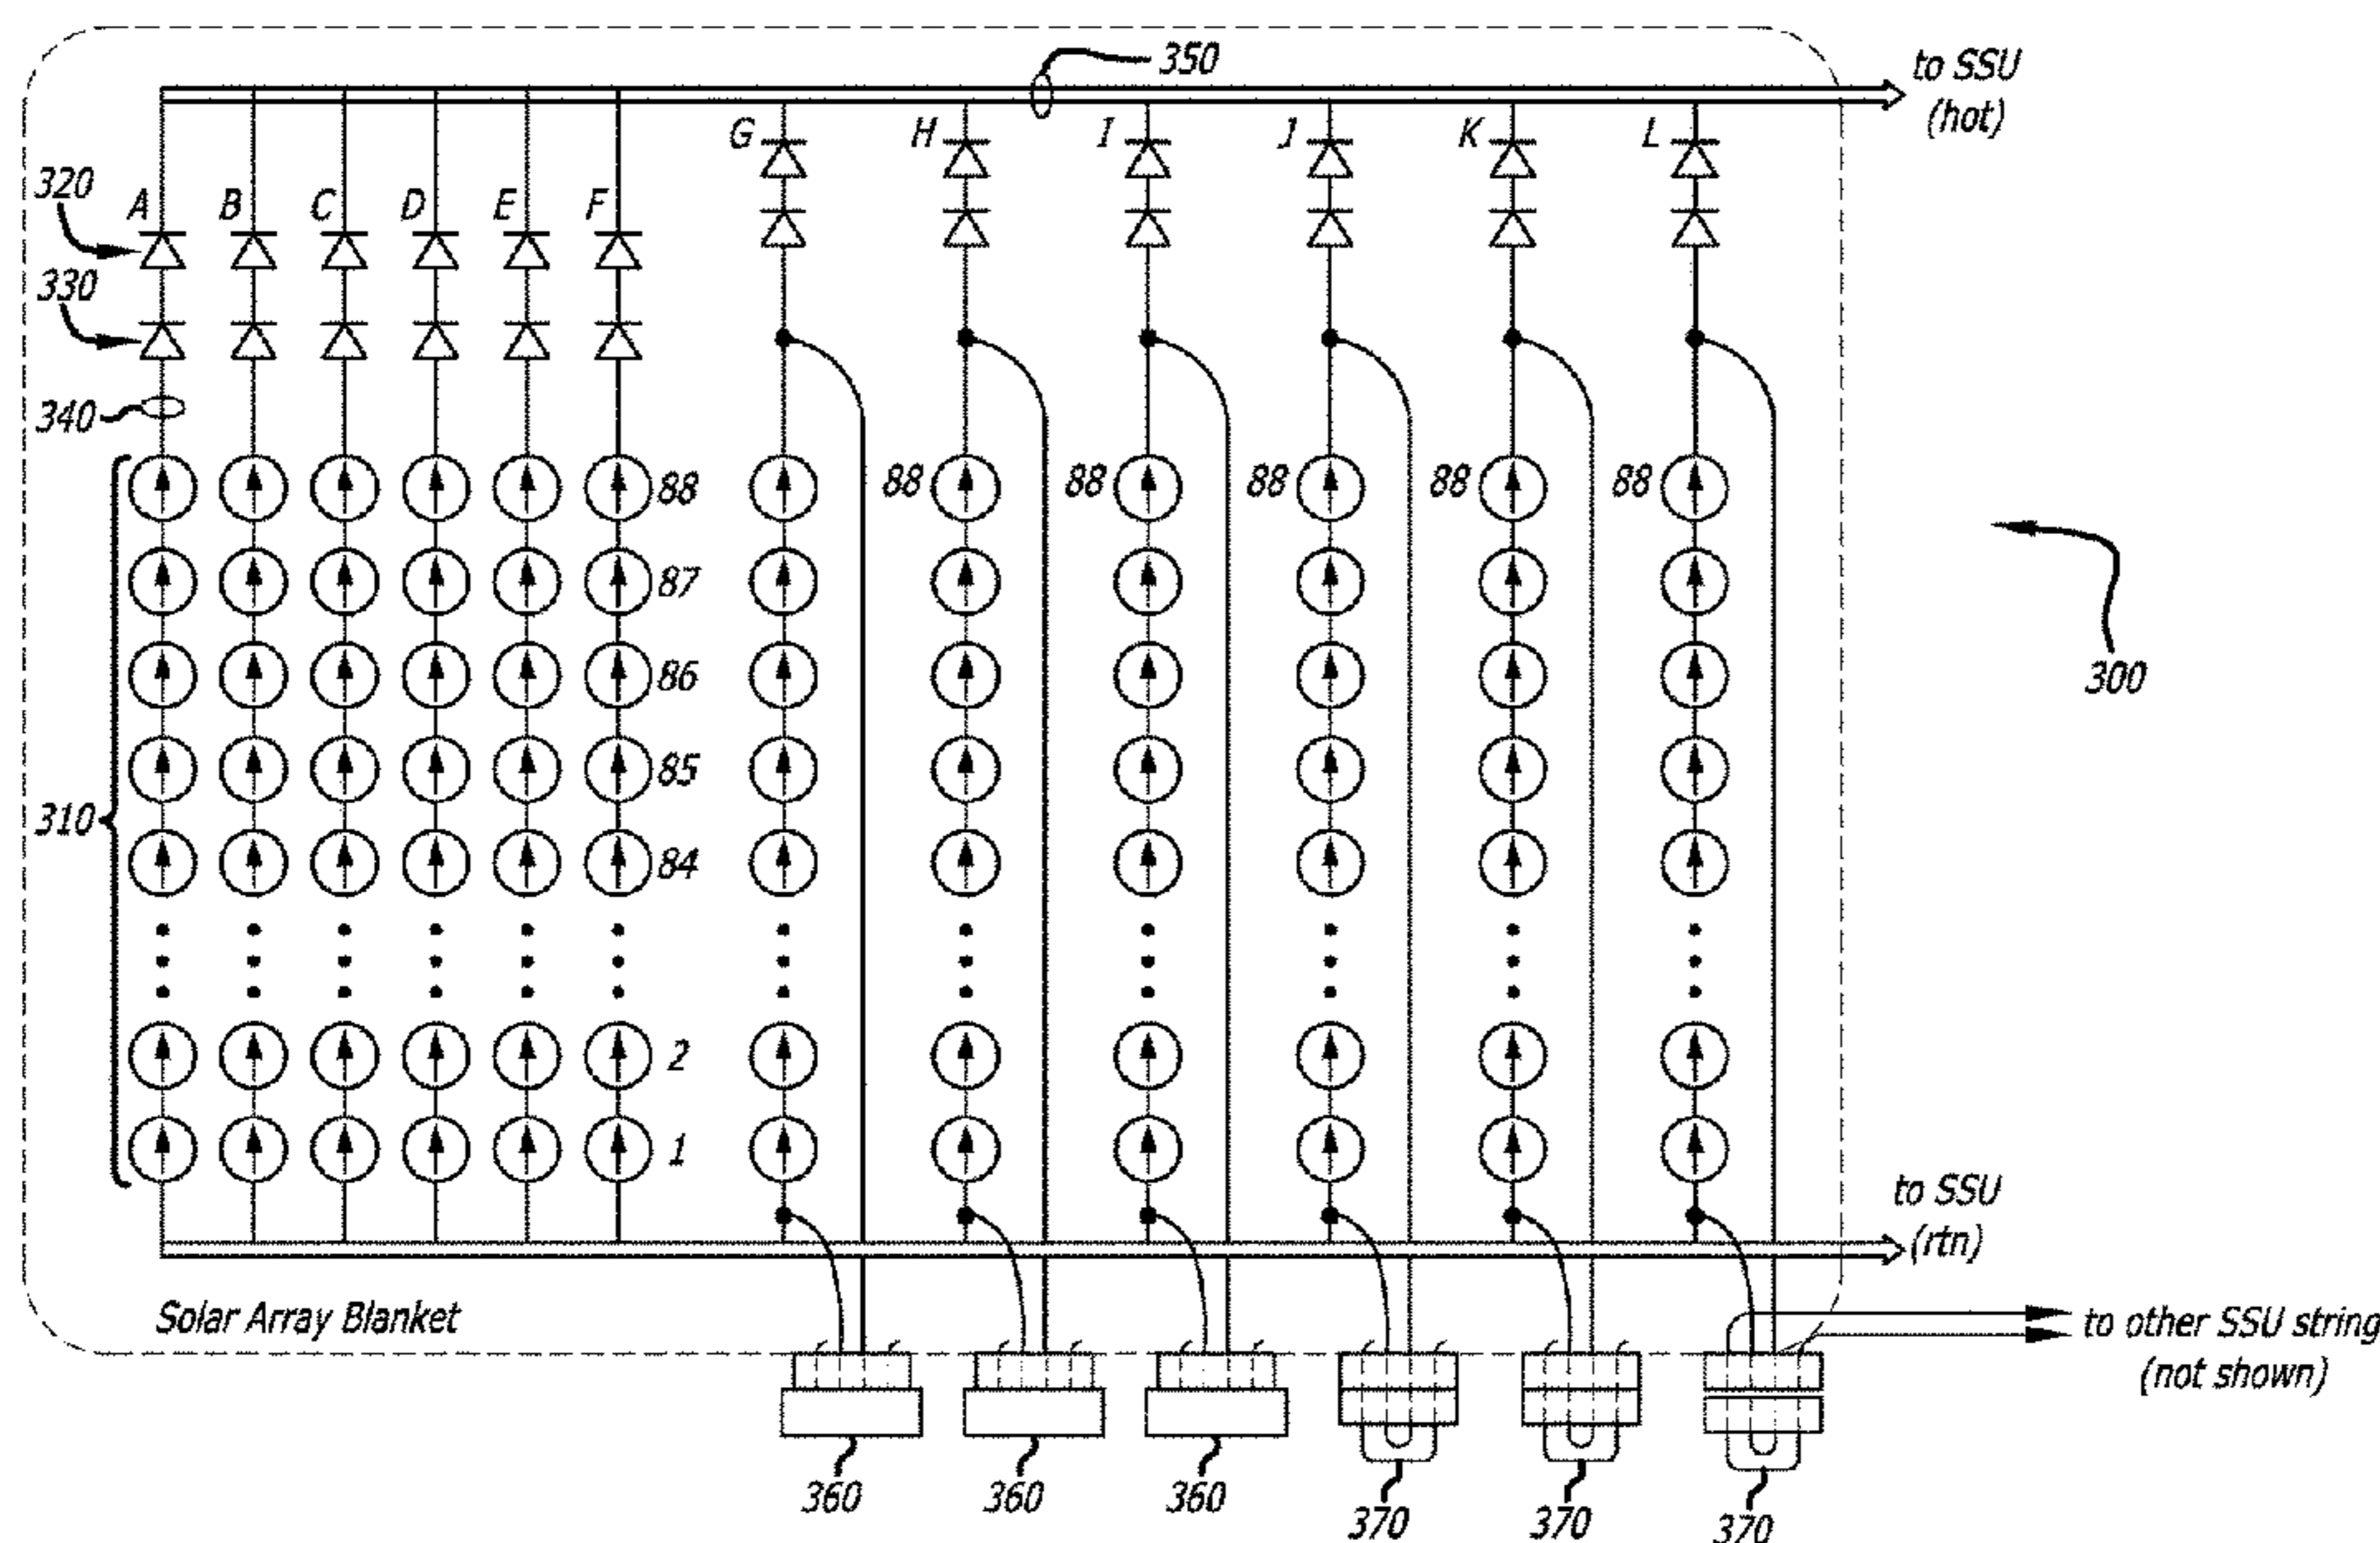 350
to SSU
(hot)
G H I J K L
320 A B C D E F
330
340
88 88 88 88 88 88
87
86
300
310 85
84
2
1
to SSU
(rtn)
Solar Array Blanket
to other SSU string
(not shown)
360 360 360 370 370 370